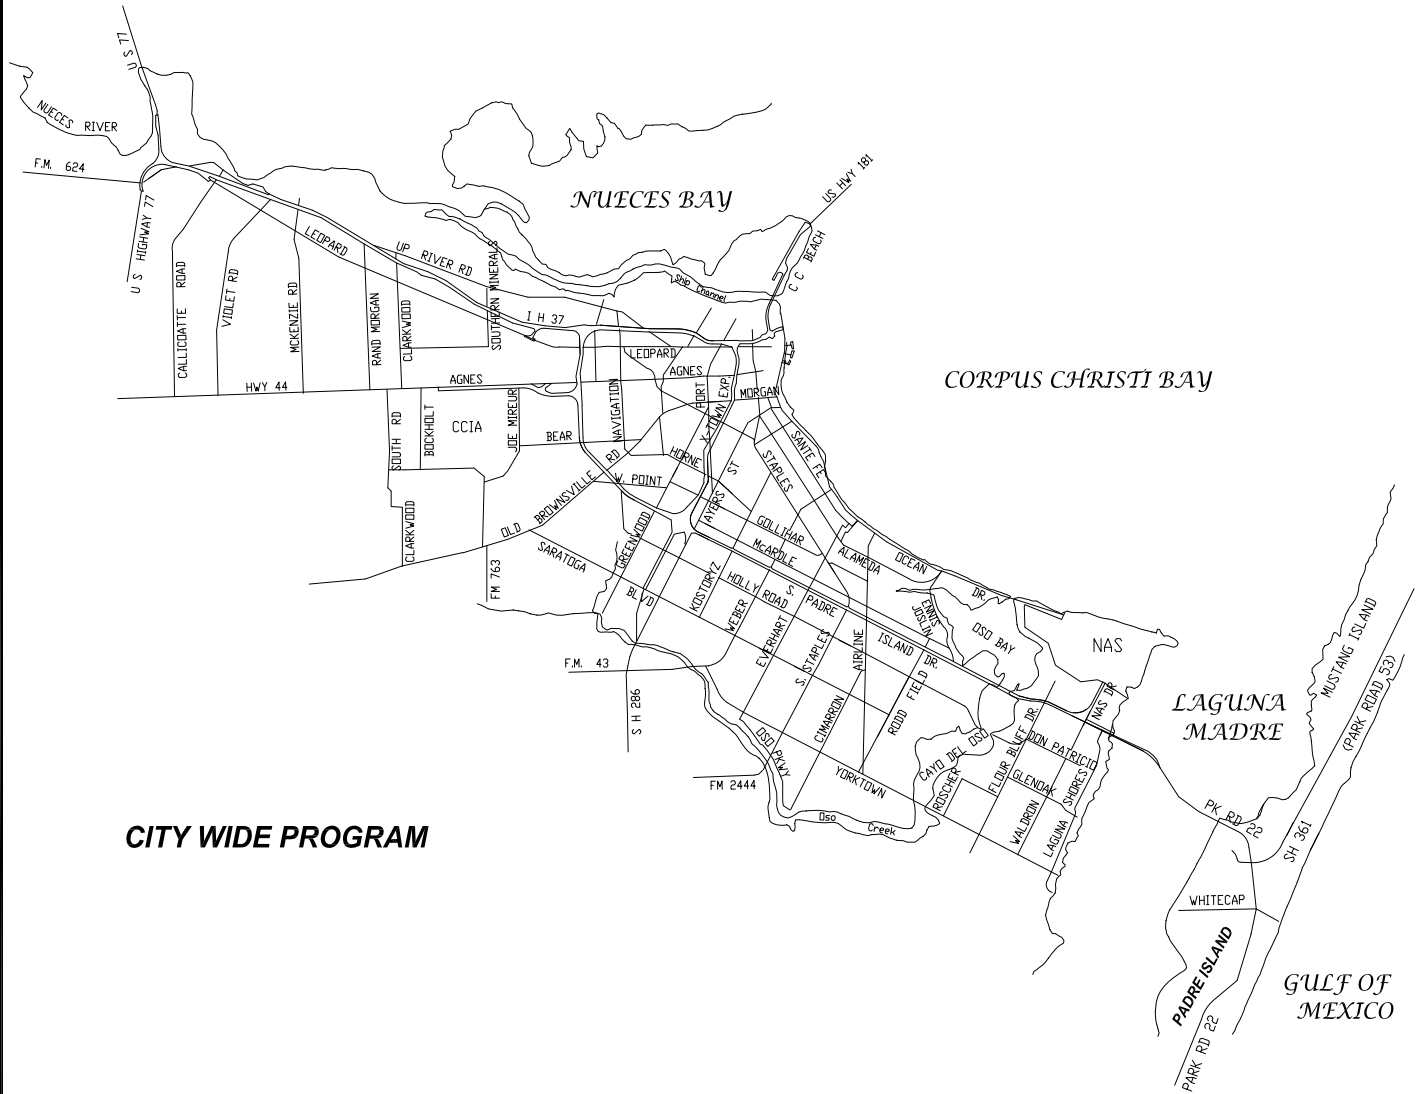 U S 77
NUECES RIVER
F.M. 624
U S HIGHWAY 77
CALLICOATTE ROAD
VIOLET RD
MCKENZIE RD
LEOPARD
UP RIVER RD
RAND MORGAN
CLARKWOOD
SOUTHERN MINERALS
NUECES BAY
US HWY 181
C C BEACH
Ship Channel
I H 37
LEOPARD
HWY 44
AGNES
AGNES
MORGAN
CORPUS CHRISTI BAY
SOUTH RD
BOCKHOLT
CCIA
JOE MIREUR
BEAR
NAVIGATION
PORT
X-TOWN EXP.
HORNE
W. POINT
SANTE FE
STAPLES
AYERS ST
CLARKWOOD
OLD BROWNSVILLE RD
FM 763
SARATOGA BLVD
GREENWOOD
GOLLIHAR
McARDLE
ALAMEDA
OCEAN DR.
KOSTORYZ
HOLLY ROAD
WEBER
S. PADRE ISLAND DR.
ENNIS JOSLIN
OSO BAY
NAS
EVERHART
S. STAPLES
AIRLINE
RODD FIELD
F.M. 43
S H 286
CIMARRON
OSO PKWY
FM 2444
YORKTOWN
Oso Creek
CAYO DEL OSO
ROSCHER
FLOUR BLUFF DR.
NAS DR
DON PATRICIO
GLENOAK
WALDRON
LAGUNA SHORES
LAGUNA
MADRE
MUSTANG ISLAND
(PARK ROAD 53)
SH 361
PK RD 22
WHITECAP
PADRE ISLAND
PARK RD 22
GULF OF
MEXICO
CITY WIDE PROGRAM